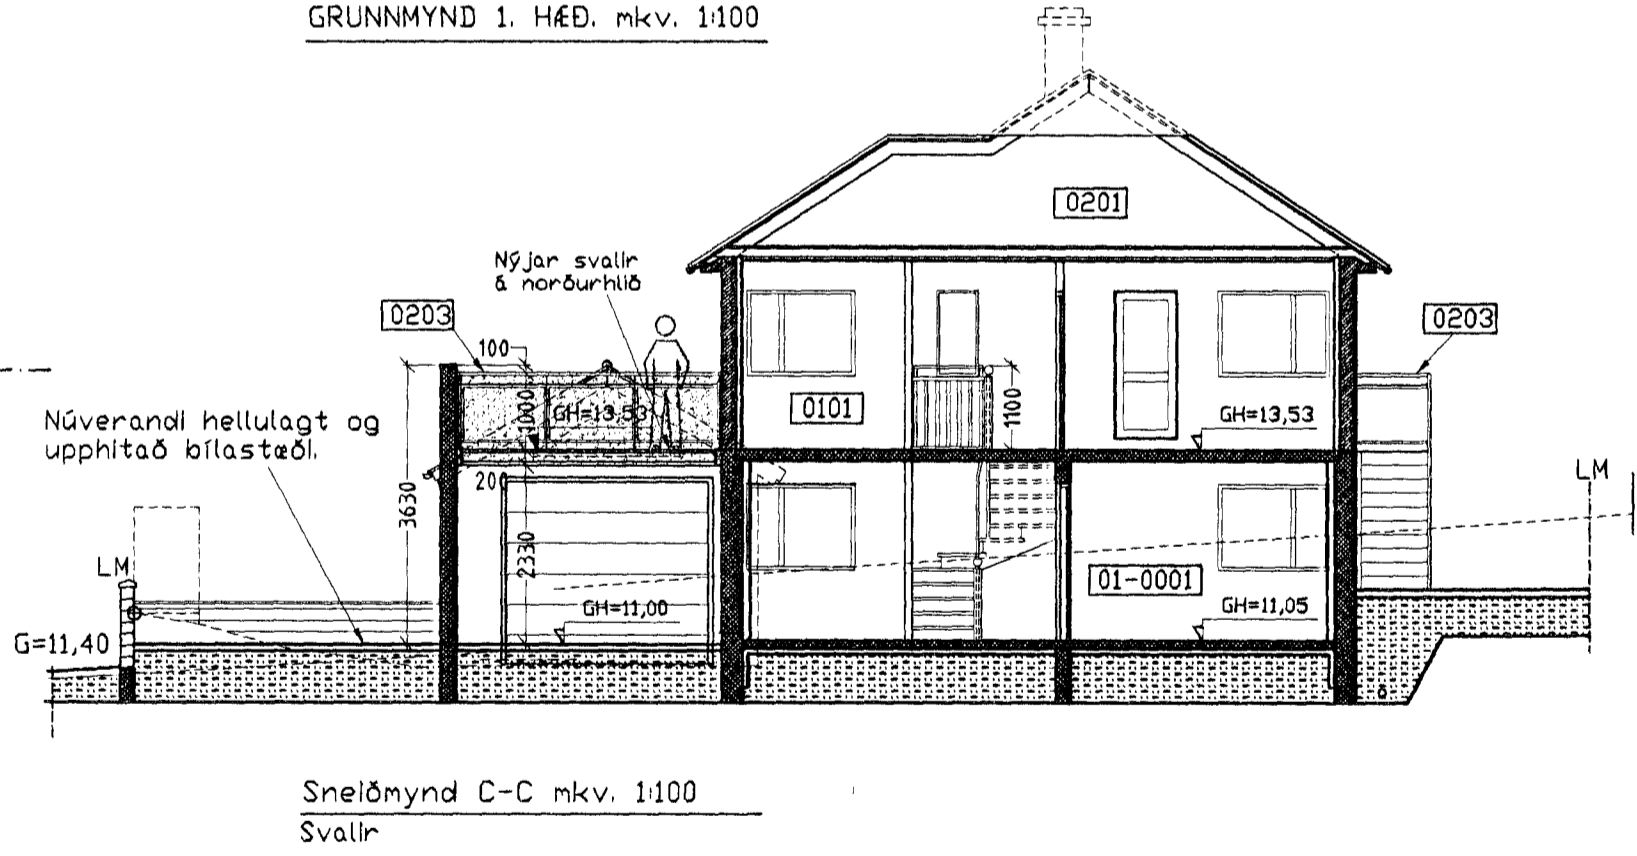 GRUNNMYND 1. HÆÐ. mkv. 1:100
0201
Nýjar svalir
á norðurhlið
0203
0203
100
1000
GH=13,53
0101
1100
GH=13,53
Núverandi hellulagt og
upphitað bílastæði.
3630
200
2330
LM
LM
01-0001
GH=11,00
GH=11,05
G=11,40
Sneiðmynd C-C mkv. 1:100
Svalir